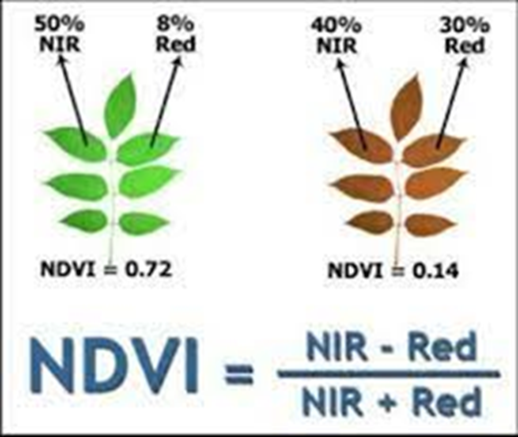 50% NIR
8% Red
40% NIR
30% Red
NDVI = 0.72
NDVI = 0.14
NDVI = NIR - Red
NIR + Red